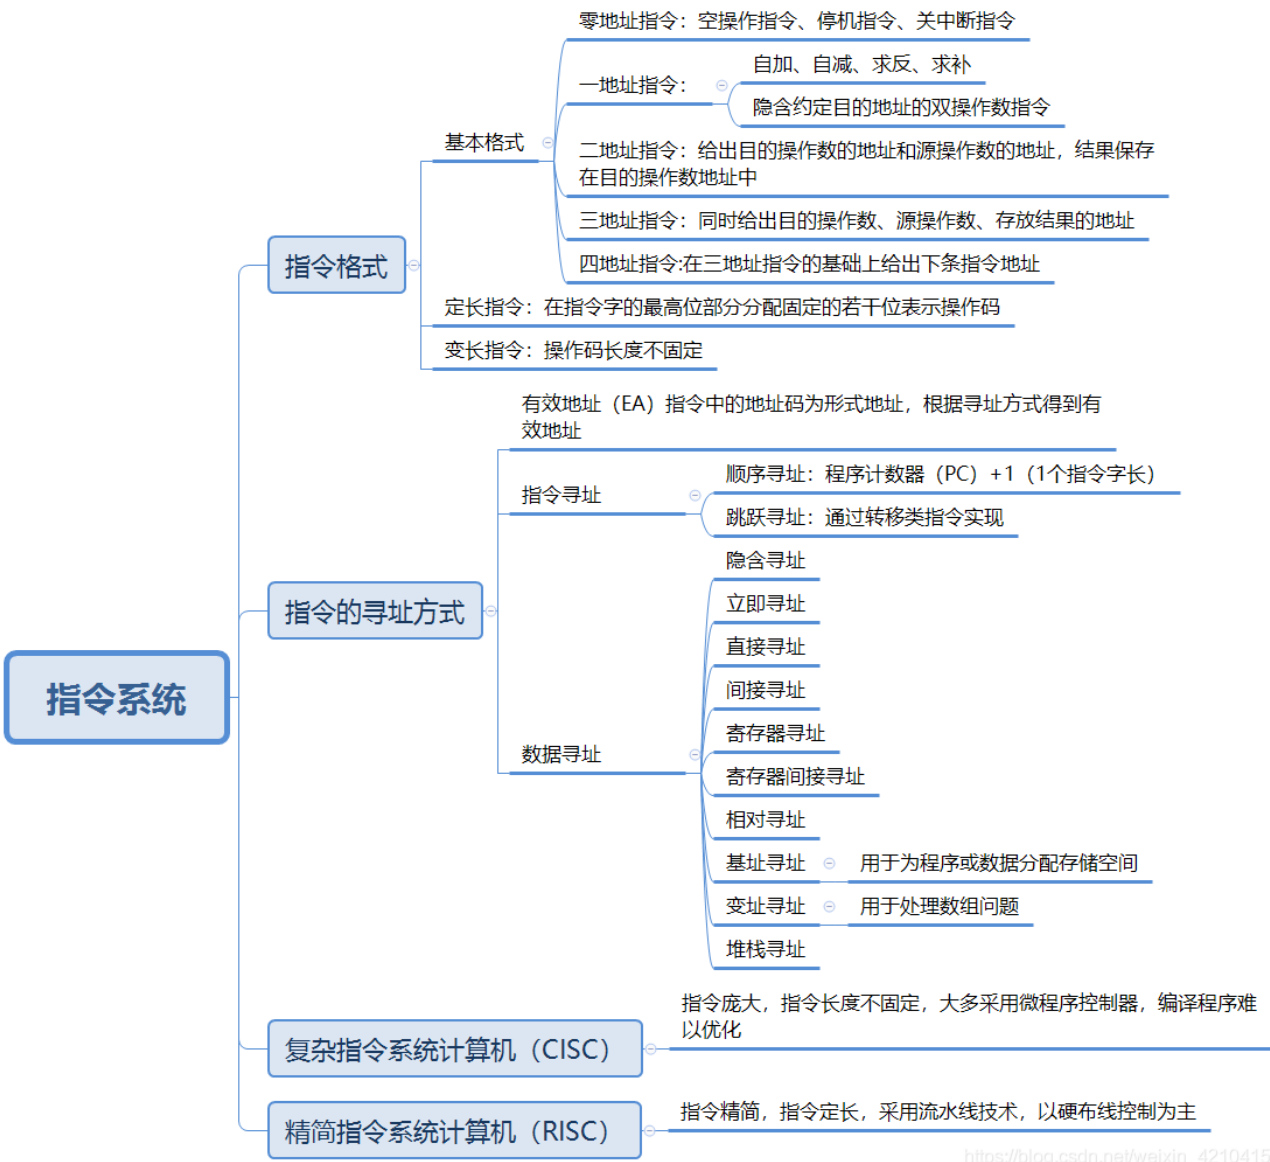 零地址指令：空操作指令、停机指令、关中断指令
自加、自减、求反、求补
一地址指令：
隐含约定目的地址的双操作数指令
基本格式
二地址指令：给出目的操作数的地址和源操作数的地址，结果保存
在目的操作数地址中
三地址指令：同时给出目的操作数、源操作数、存放结果的地址
指令格式
四地址指令:在三地址指令的基础上给出下条指令地址
定长指令：在指令字的最高位部分分配固定的若干位表示操作码
变长指令：操作码长度不固定
有效地址（EA）指令中的地址码为形式地址，根据寻址方式得到有
效地址
顺序寻址：程序计数器（PC）+1（1个指令字长）
指令寻址
跳跃寻址：通过转移类指令实现
隐含寻址
立即寻址
指令的寻址方式
直接寻址
指令系统
间接寻址
寄存器寻址
数据寻址
寄存器间接寻址
相对寻址
基址寻址
用于为程序或数据分配存储空间
变址寻址
用于处理数组问题
堆栈寻址
指令庞大，指令长度不固定，大多采用微程序控制器，编译程序难
以优化
复杂指令系统计算机（CISC）
指令精简，指令定长，采用流水线技术，以硬布线控制为主
精简指令系统计算机（RISC）
https://blog.csdn.net/weixin_4210415